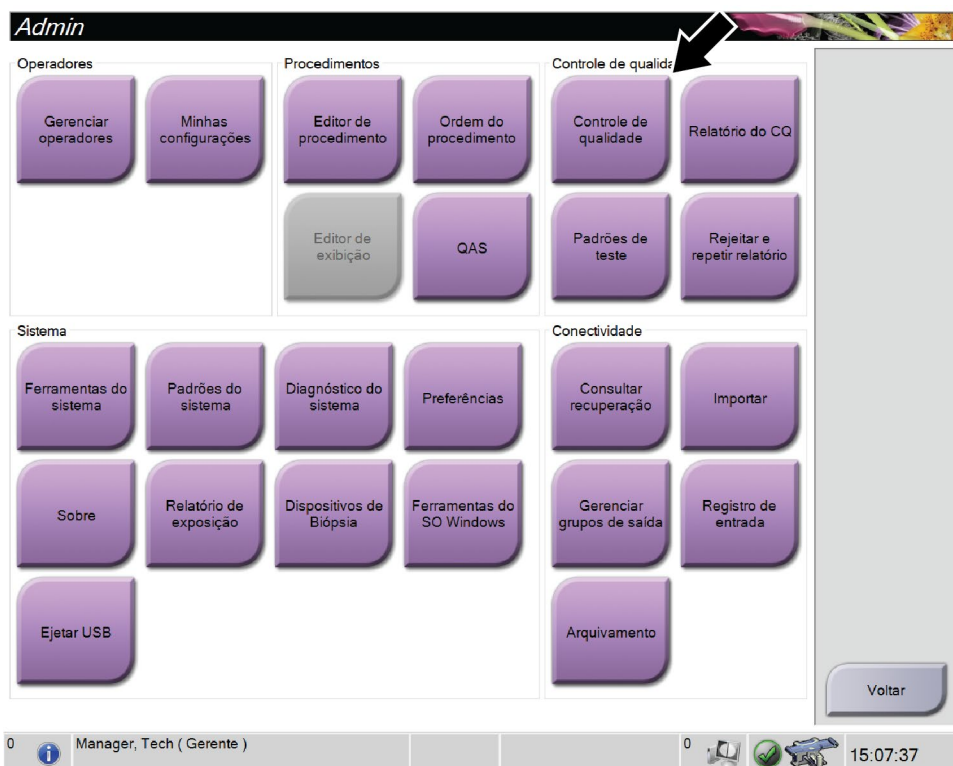 Admin
Operadores
Procedimentos
Controle de qualida
Gerenciar
operadores
Minhas
configurações
Editor de
procedimento
Ordem do
procedimento
Controle de
qualidade
Relatório do CQ
Editor de
exibição
QAS
Padrões de
teste
Rejeitar e
repetir relatório
Sistema
Conectividade
Ferramentas do
sistema
Padrões do
sistema
Diagnóstico do
sistema
Preferências
Consultar
recuperação
Importar
Sobre
Relatório de
exposição
Dispositivos de
Biópsia
Ferramentas do
SO Windows
Gerenciar
grupos de saída
Registro de
entrada
Ejetar USB
Arquivamento
Voltar
0
Manager, Tech ( Gerente )
0
15:07:37